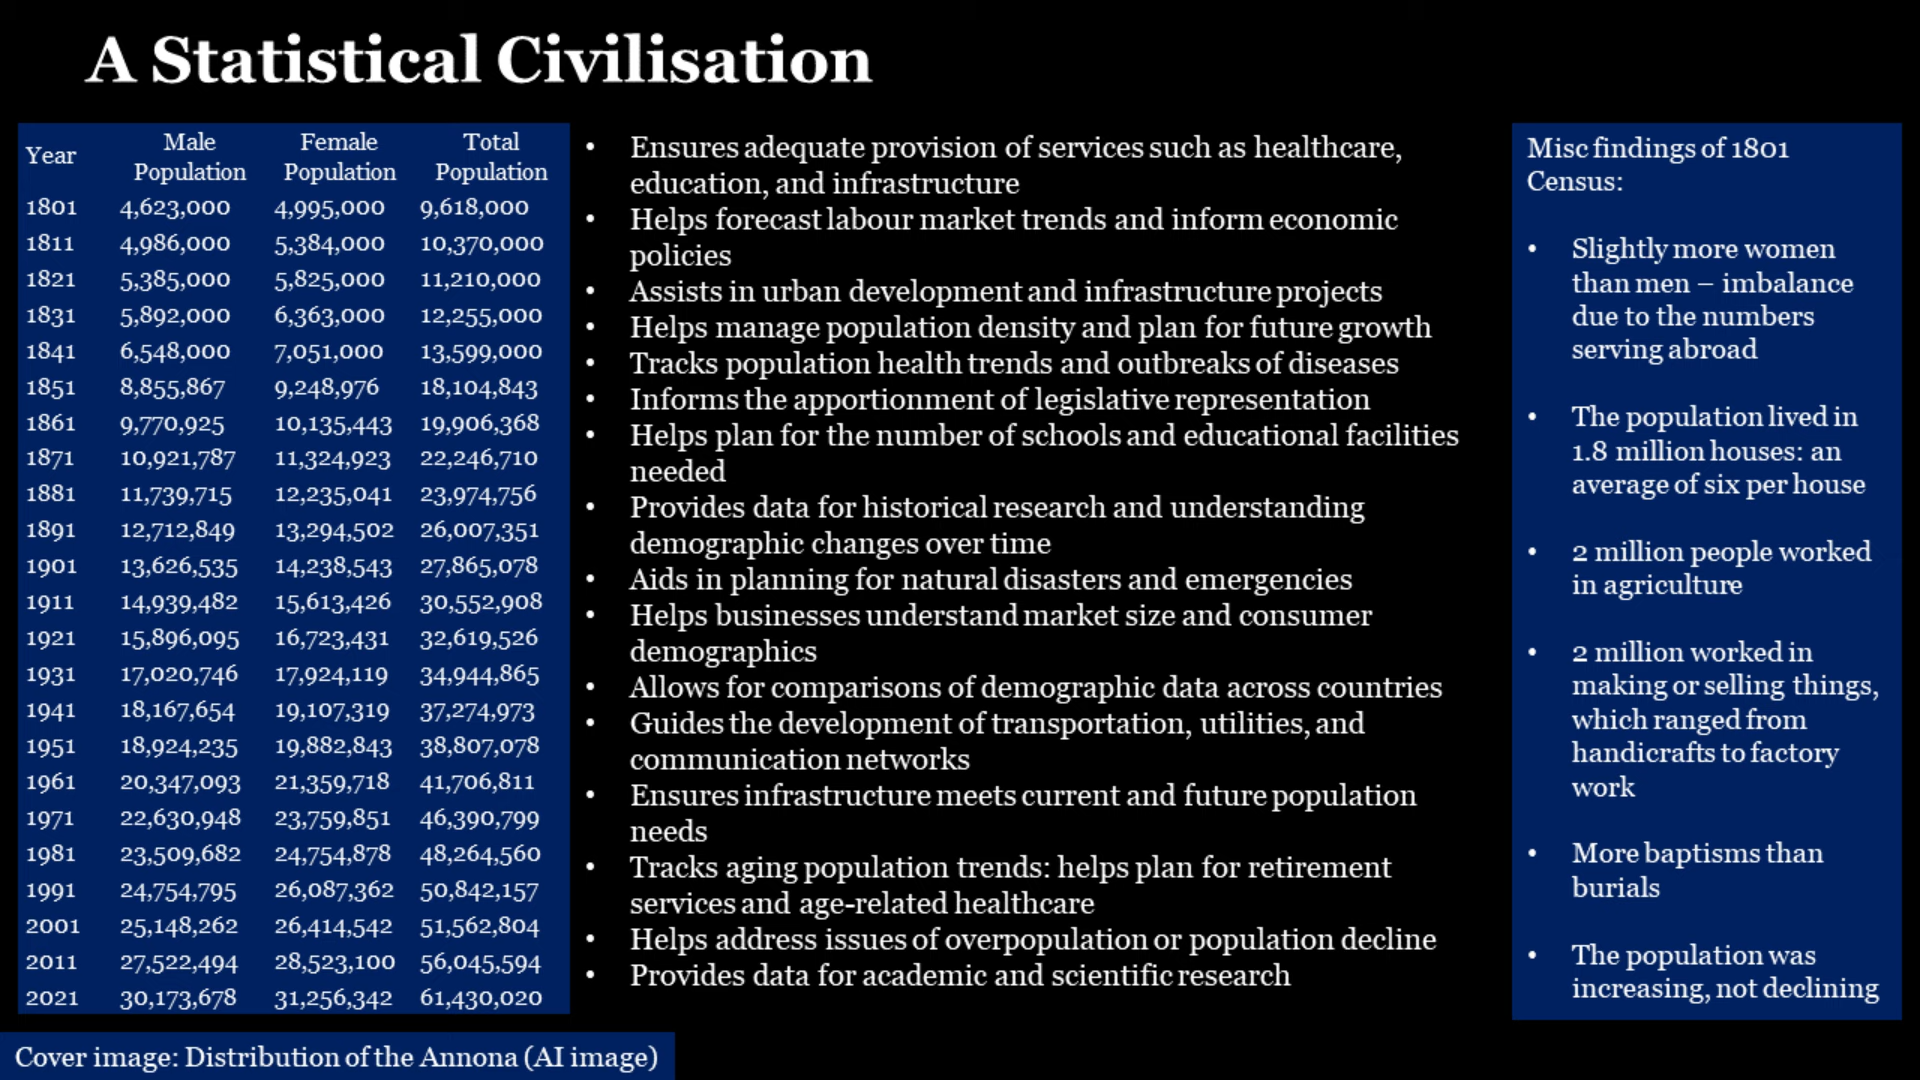 A Statistical Civilisation
Year Male Population Female Population Total Population
1801 4,623,000 4,995,000 9,618,000
1811 4,986,000 5,384,000 10,370,000
1821 5,385,000 5,825,000 11,210,000
1831 5,892,000 6,363,000 12,255,000
1841 6,548,000 7,051,000 13,599,000
1851 8,855,867 9,248,976 18,104,843
1861 9,770,925 10,135,443 19,906,368
1871 10,921,787 11,324,923 22,246,710
1881 11,739,715 12,235,041 23,974,756
1891 12,712,849 13,294,502 26,007,351
1901 13,626,535 14,238,543 27,865,078
1911 14,939,482 15,613,426 30,552,908
1921 15,896,095 16,723,431 32,619,526
1931 17,020,746 17,924,119 34,944,865
1941 18,167,654 19,107,319 37,274,973
1951 18,924,235 19,882,843 38,807,078
1961 20,347,093 21,359,718 41,706,811
1971 22,630,948 23,759,851 46,390,799
1981 23,509,682 24,754,878 48,264,560
1991 24,754,795 26,087,362 50,842,157
2001 25,148,262 26,414,542 51,562,804
2011 27,522,494 28,523,100 56,045,594
2021 30,173,678 31,256,342 61,430,020
• Ensures adequate provision of services such as healthcare,
education, and infrastructure
• Helps forecast labour market trends and inform economic
policies
• Assists in urban development and infrastructure projects
• Helps manage population density and plan for future growth
• Tracks population health trends and outbreaks of diseases
• Informs the apportionment of legislative representation
• Helps plan for the number of schools and educational facilities
needed
• Provides data for historical research and understanding
demographic changes over time
• Aids in planning for natural disasters and emergencies
• Helps businesses understand market size and consumer
demographics
• Allows for comparisons of demographic data across countries
• Guides the development of transportation, utilities, and
communication networks
• Ensures infrastructure meets current and future population
needs
• Tracks aging population trends: helps plan for retirement
services and age-related healthcare
• Helps address issues of overpopulation or population decline
• Provides data for academic and scientific research
Misc findings of 1801
Census:
• Slightly more women
than men – imbalance
due to the numbers
serving abroad
• The population lived in
1.8 million houses: an
average of six per house
• 2 million people worked
in agriculture
• 2 million worked in
making or selling things,
which ranged from
handicrafts to factory
work
• More baptisms than
burials
• The population was
increasing, not declining
Cover image: Distribution of the Annona (AI image)